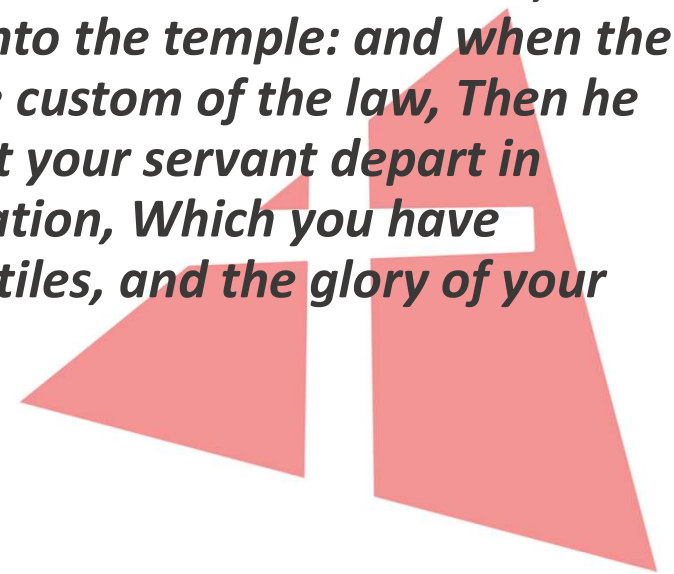 nto the temple: and when the
custom of the law, Then he
your servant depart in
ation, Which you have
tiles, and the glory of your